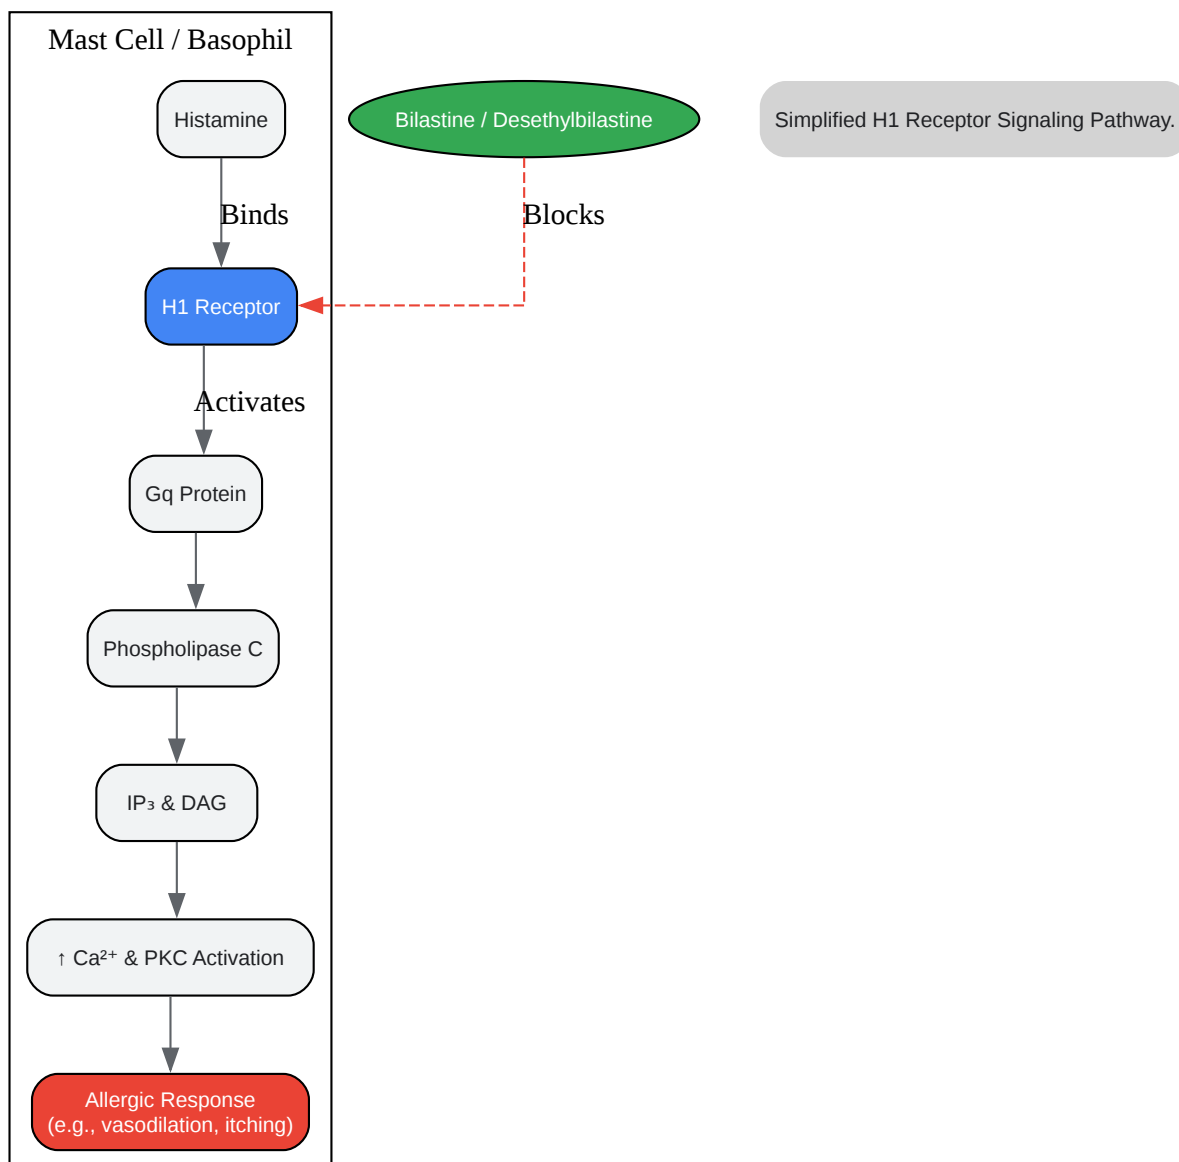 Mast Cell / Basophil
Histamine
Bilastine / Desethylbilastine
Simplified H1 Receptor Signaling Pathway.
Binds
Blocks
H1 Receptor
Activates
Gq Protein
Phospholipase C
IP₃ & DAG
↑ Ca²⁺ & PKC Activation
Allergic Response
(e.g., vasodilation, itching)